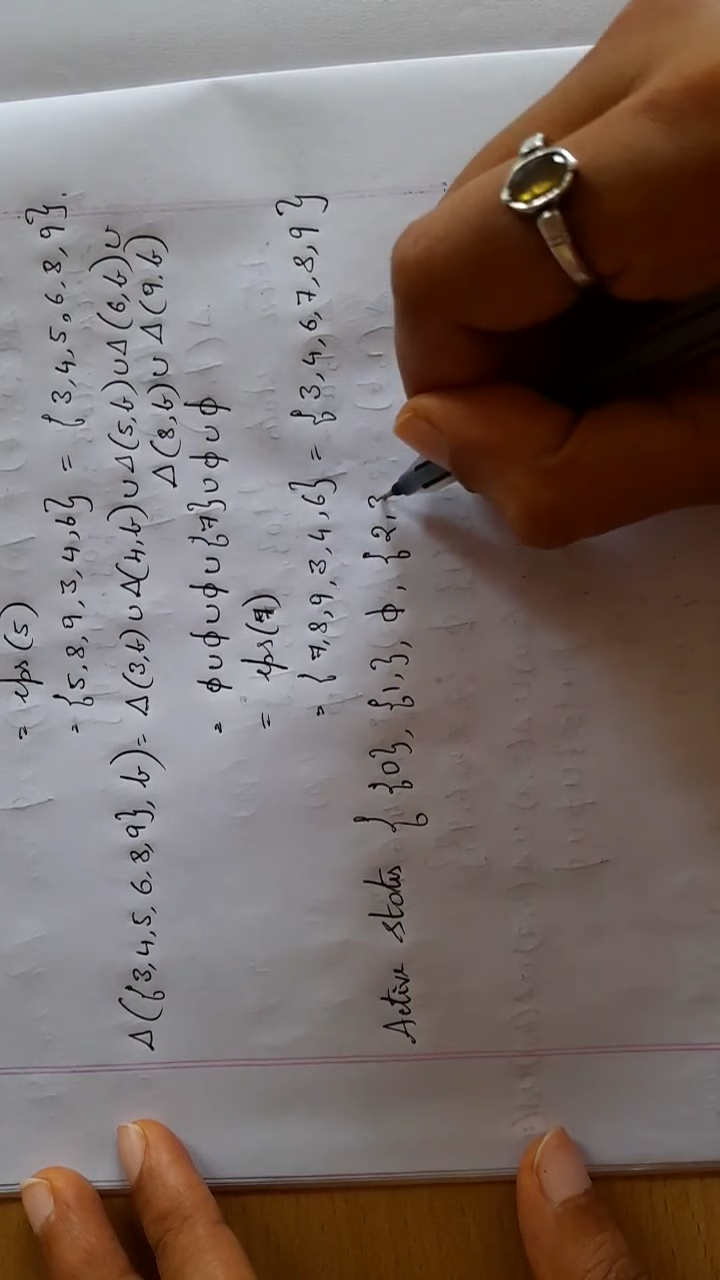 = eps(5)
= {5,8,9,3,4,6} = {3,4,5,6,8,9}.
Δ({3,4,5,6,8,9},b) = Δ(3,b)∪Δ(4,b)∪Δ(5,b)∪Δ(6,b)∪
Δ(8,b)∪Δ(9,b)
= ϕ∪ϕ∪ϕ∪{7}∪ϕ∪ϕ
= eps(7)
= {7,8,9,3,4,6} = {3,4,6,7,8,9}
Active states { {0}, {1,}, ϕ, {2,3